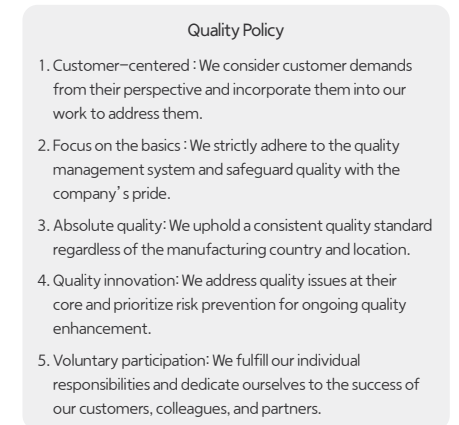 Quality Policy
1. Customer-centered : We consider customer demands
from their perspective and incorporate them into our
work to address them.
2. Focus on the basics : We strictly adhere to the quality
management system and safeguard quality with the
company's pride.
3. Absolute quality: We uphold a consistent quality standard
regardless of the manufacturing country and location.
4. Quality innovation: We address quality issues at their
core and prioritize risk prevention for ongoing quality
enhancement.
5. Voluntary participation: We fulfill our individual
responsibilities and dedicate ourselves to the success of
our customers, colleagues, and partners.